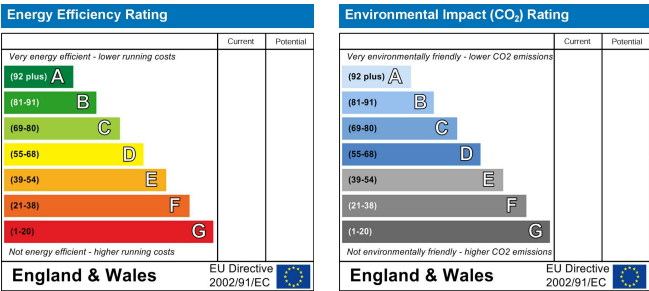 Energy Efficiency Rating
Current Potential
Very energy efficient - lower running costs
(92 plus) A
(81-91) B
(69-80) C
(55-68) D
(39-54) E
(21-38) F
(1-20) G
Not energy efficient - higher running costs
England & Wales
EU Directive
2002/91/EC
Environmental Impact (CO₂) Rating
Current Potential
Very environmentally friendly - lower CO2 emissions
(92 plus) A
(81-91) B
(69-80) C
(55-68) D
(39-54) E
(21-38) F
(1-20) G
Not environmentally friendly - higher CO2 emissions
England & Wales
EU Directive
2002/91/EC